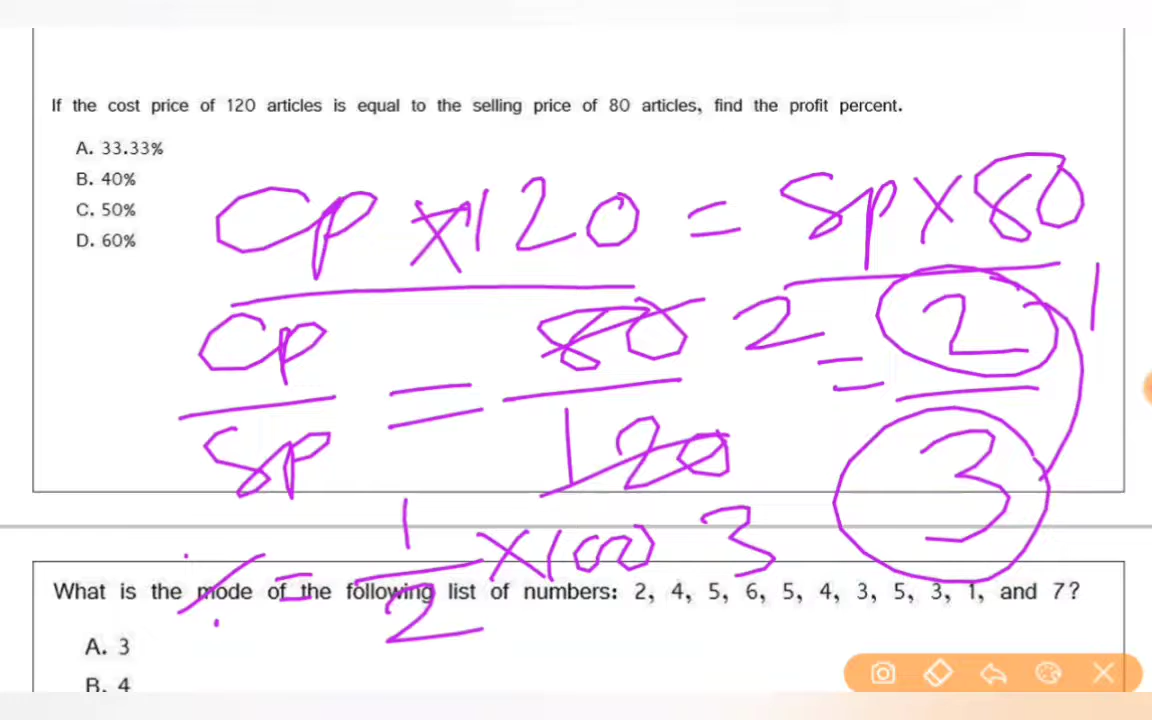 If the cost price of 120 articles is equal to the selling price of 80 articles, find the profit percent.
A. 33.33%
B. 40%
C. 50%
D. 60%
CP × 120 = SP × 80
CP/SP = 80/120 2 = 2/3 1
3
% = 1/2 × 100
What is the mode of the following list of numbers: 2, 4, 5, 6, 5, 4, 3, 5, 3, 1, and 7?
A. 3
B. 4